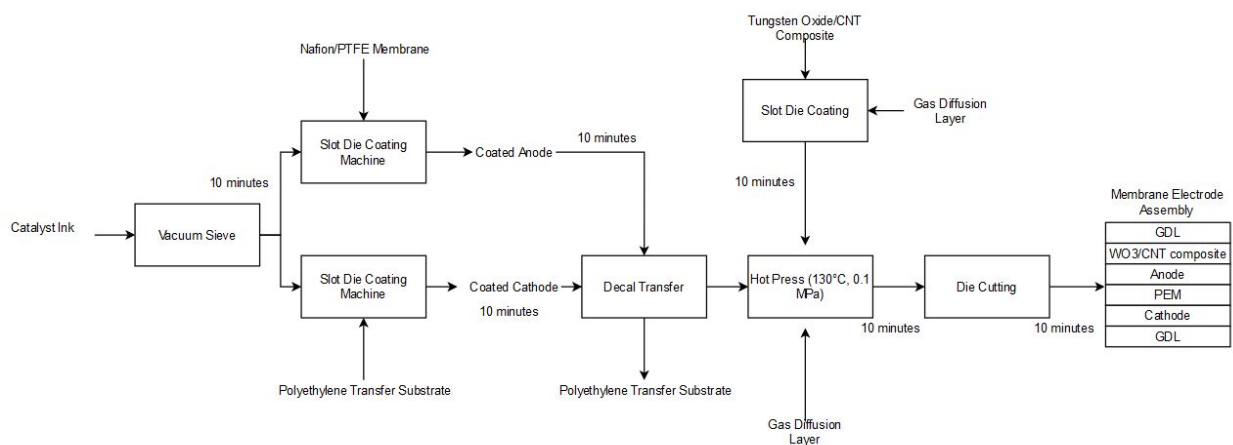 Tungsten Oxide/CNT
Composite
Nafion/PTFE Membrane
Slot Die Coating
Gas Diffusion
Layer
Slot Die Coating
Machine
Coated Anode
10 minutes
10 minutes
10 minutes
Membrane Electrode
Assembly
Catalyst Ink
Vacuum Sieve
GDL
WO3/CNT composite
Anode
PEM
Cathode
GDL
Slot Die Coating
Machine
Coated Cathode
10 minutes
Decal Transfer
Hot Press (130°C, 0.1
MPa)
10 minutes
Die Cutting
10 minutes
Polyethylene Transfer Substrate
Polyethylene Transfer Substrate
Gas Diffusion
Layer